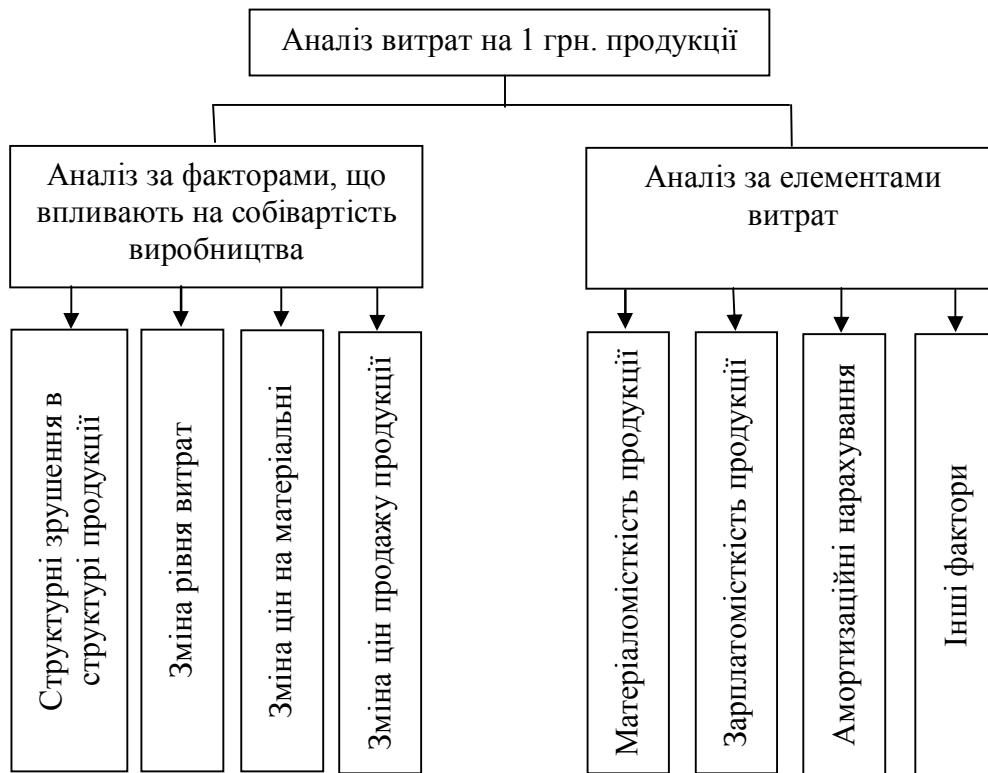 Аналіз витрат на 1 грн. продукції
Аналіз за факторами, що
впливають на собівартість
виробництва
Аналіз за елементами
витрат
Структурні зрушення в
структурі продукції
Зміна рівня витрат
Зміна цін на матеріальні
Зміна цін продажу продукції
Матеріаломісткість продукції
Зарплатомісткість продукції
Амортизаційні нарахування
Інші фактори